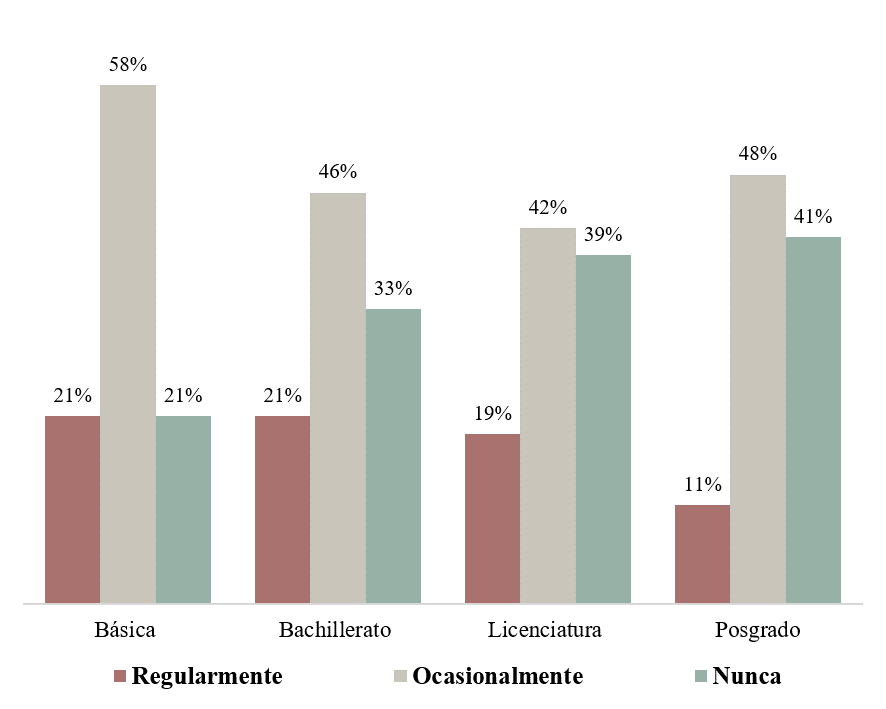 58%
48%
46%
42%
41%
39%
33%
21%
21%
21%
19%
11%
Básica
Bachillerato
Licenciatura
Posgrado
Regularmente
Ocasionalmente
Nunca